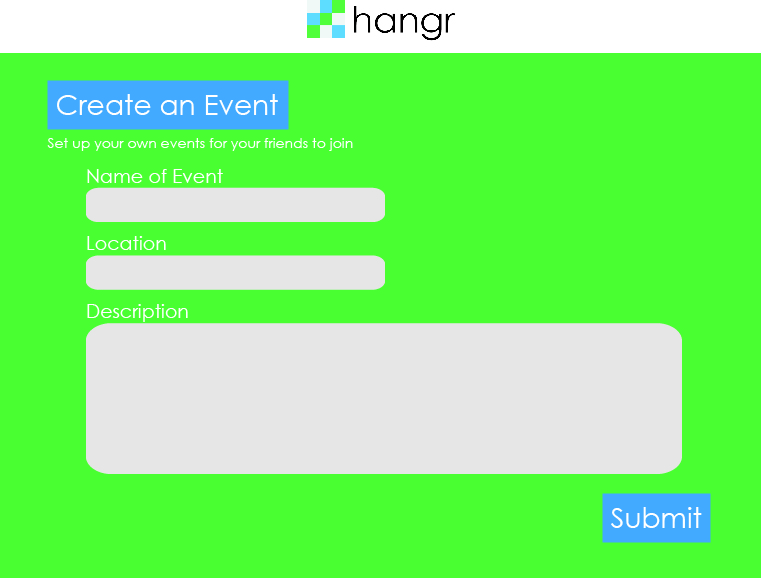 hangr
Create an Event
Set up your own events for your friends to join
Name of Event
Location
Description
Submit